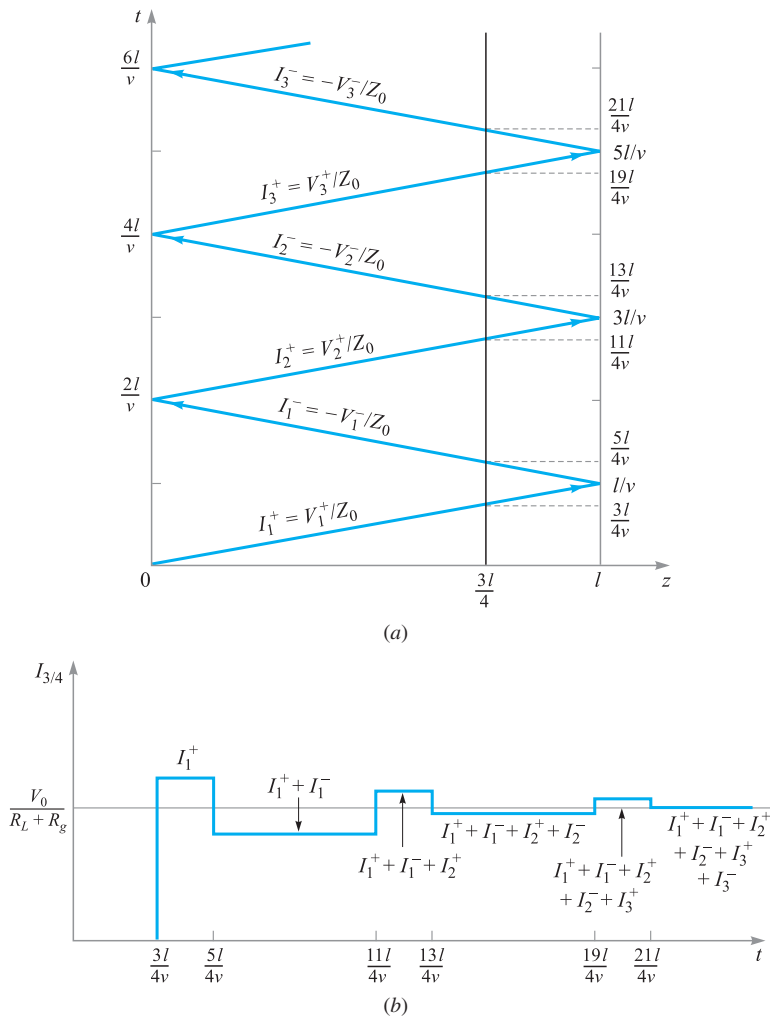 t
6l/v
I₃⁻ = −V₃⁻/Z₀
21l/4v
5l/v
19l/4v
I₃⁺ = V₃⁺/Z₀
4l/v
I₂⁻ = −V₂⁻/Z₀
13l/4v
3l/v
11l/4v
I₂⁺ = V₂⁺/Z₀
2l/v
I₁⁻ = −V₁⁻/Z₀
5l/4v
l/v
3l/4v
I₁⁺ = V₁⁺/Z₀
0 3l/4 l z
(a)
I₃/₄
I₁⁺
I₁⁺ + I₁⁻
V₀/(R_L + R_g)
I₁⁺ + I₁⁻ + I₂⁺
I₁⁺ + I₁⁻ + I₂⁺ + I₂⁻
I₁⁺ + I₁⁻ + I₂⁺
+ I₂⁻ + I₃⁺
I₁⁺ + I₁⁻ + I₂⁺
+ I₂⁻ + I₃⁺
+ I₃⁻
3l/4v 5l/4v 11l/4v 13l/4v 19l/4v 21l/4v t
(b)